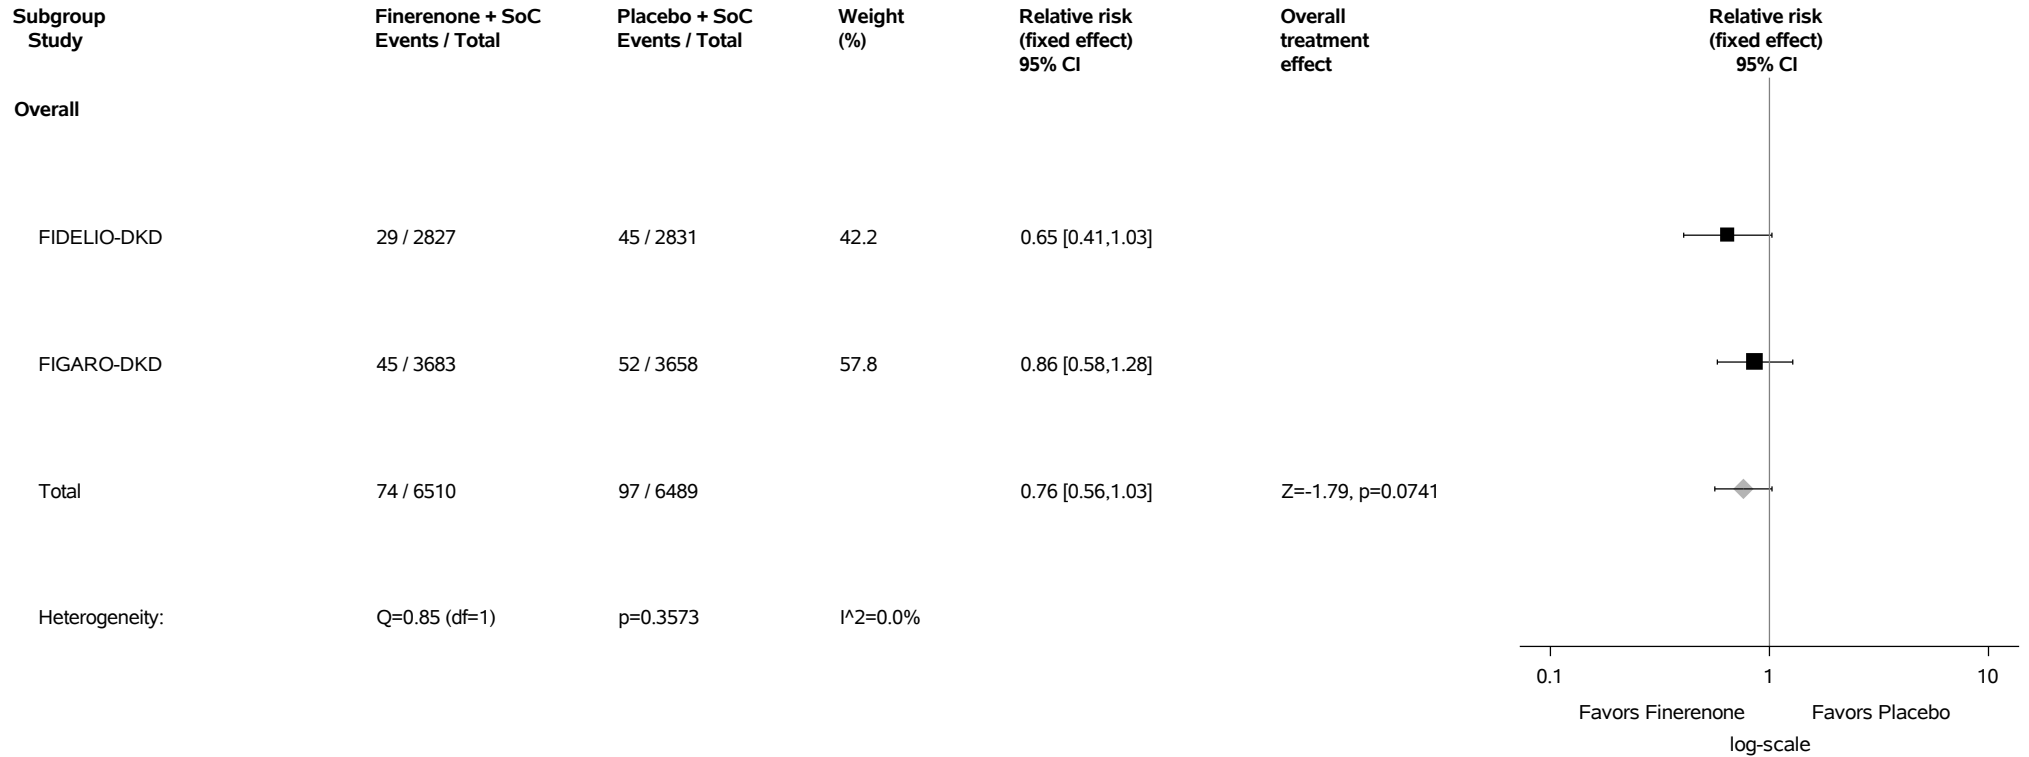 Subgroup Finerenone + SoC Placebo + SoC Weight Relative risk Overall Relative risk
Study Events / Total Events / Total (%) (fixed effect) treatment (fixed effect)
95% CI effect 95% CI
Overall
FIDELIO-DKD 29 / 2827 45 / 2831 42.2 0.65 [0.41,1.03]
FIGARO-DKD 45 / 3683 52 / 3658 57.8 0.86 [0.58,1.28]
Total 74 / 6510 97 / 6489 0.76 [0.56,1.03] Z=-1.79, p=0.0741
Heterogeneity: Q=0.85 (df=1) p=0.3573 I^2=0.0%
0.1 1 10
Favors Finerenone Favors Placebo
log-scale